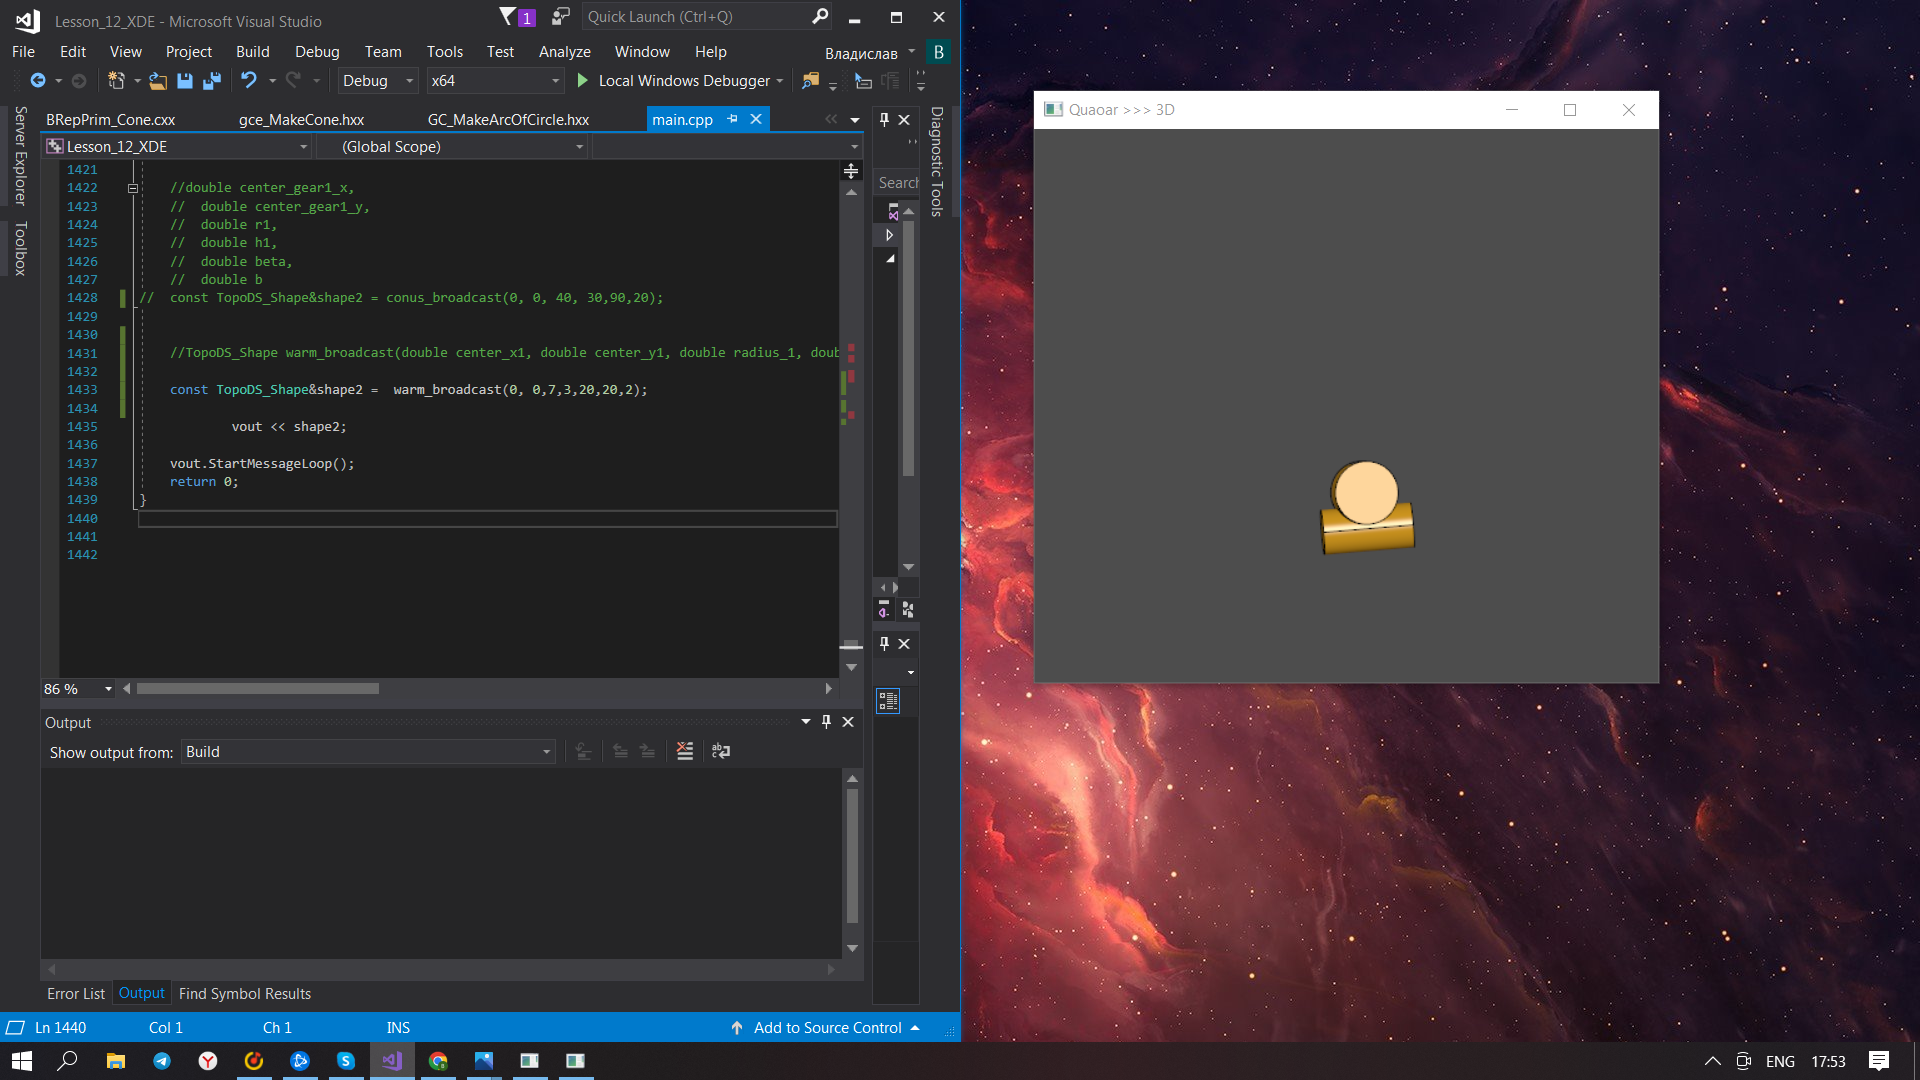 Lesson_12_XDE - Microsoft Visual Studio
1
Quick Launch (Ctrl+Q)
File Edit View Project Build Debug Team Tools Test Analyze Window Help
Владислав
B
Debug
x64
Local Windows Debugger
Server Explorer
Toolbox
BRepPrim_Cone.cxx
gce_MakeCone.hxx
GC_MakeArcOfCircle.hxx
main.cpp
Lesson_12_XDE
(Global Scope)
1421
1422 //double center_gear1_x,
1423 // double center_gear1_y,
1424 // double r1,
1425 // double h1,
1426 // double beta,
1427 // double b
1428 // const TopoDS_Shape&shape2 = conus_broadcast(0, 0, 40, 30,90,20);
1429
1430
1431 //TopoDS_Shape warm_broadcast(double center_x1, double center_y1, double radius_1, doub
1432
1433 const TopoDS_Shape&shape2 = warm_broadcast(0, 0,7,3,20,20,2);
1434
1435 vout << shape2;
1436
1437 vout.StartMessageLoop();
1438 return 0;
1439 }
1440
1441
1442
86 %
Search
Diagnostic Tools
Output
Show output from: Build
Error List Output Find Symbol Results
Ln 1440 Col 1 Ch 1 INS Add to Source Control
Quaoar >>> 3D
ENG 17:53